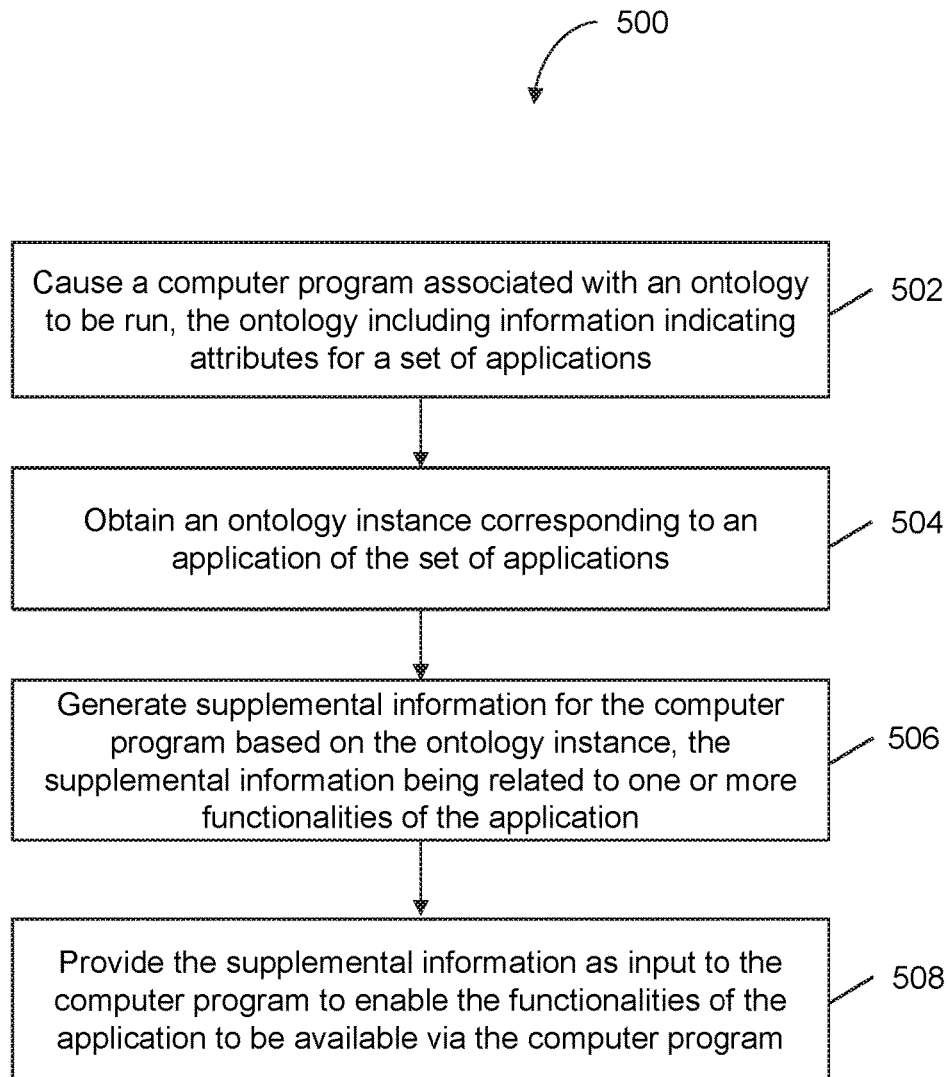 500
Cause a computer program associated with an ontology
to be run, the ontology including information indicating
attributes for a set of applications
502
Obtain an ontology instance corresponding to an
application of the set of applications
504
Generate supplemental information for the computer
program based on the ontology instance, the
supplemental information being related to one or more
functionalities of the application
506
Provide the supplemental information as input to the
computer program to enable the functionalities of the
application to be available via the computer program
508